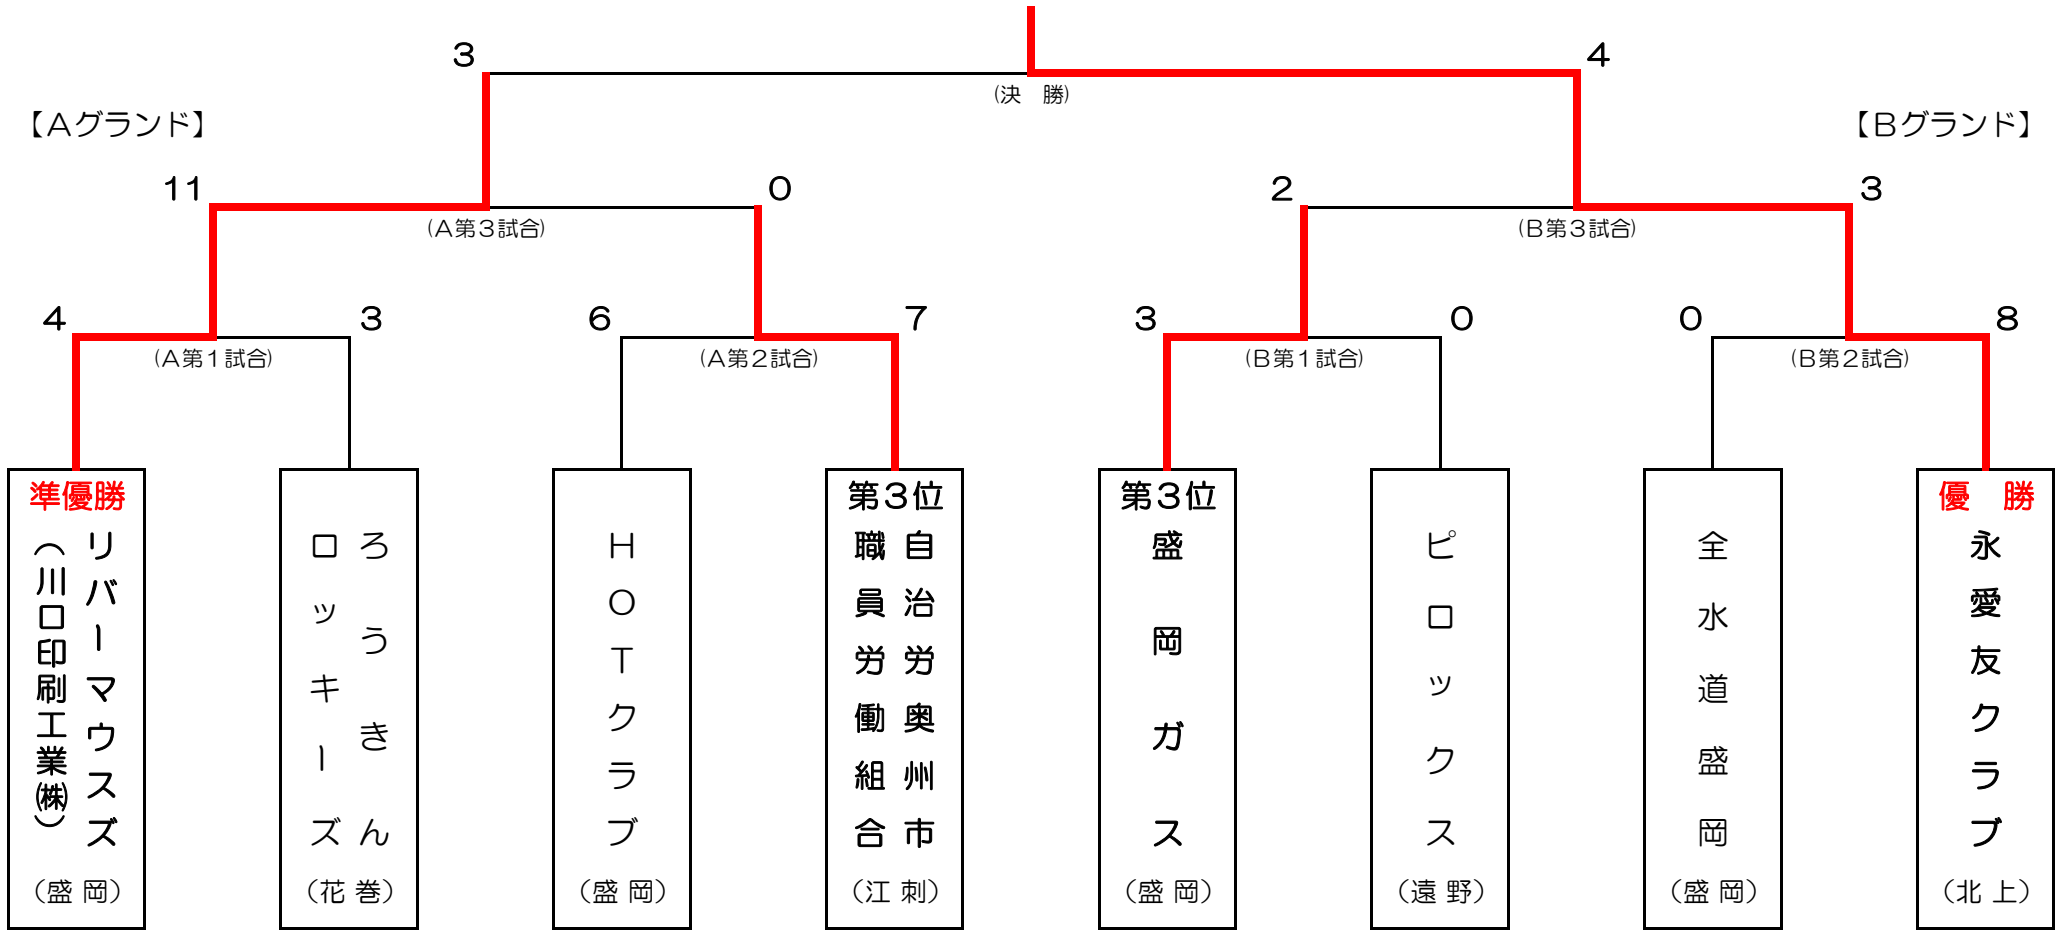 3
4
(決　勝)
【Aグランド】
【Bグランド】
11
0
2
3
(A第3試合)
(B第3試合)
4
3
6
7
3
0
0
8
(A第1試合)
(A第2試合)
(B第1試合)
(B第2試合)
準優勝
リバーマウスズ
(川口印刷工業㈱)
(盛岡)
ろうきん
ロッキーズ
(花巻)
HOTクラブ
(盛岡)
第3位
自治労奥州市
職員労働組合
(江刺)
第3位
盛岡ガス
(盛岡)
ピロックス
(遠野)
全水道盛岡
(盛岡)
優　勝
永愛友クラブ
(北上)